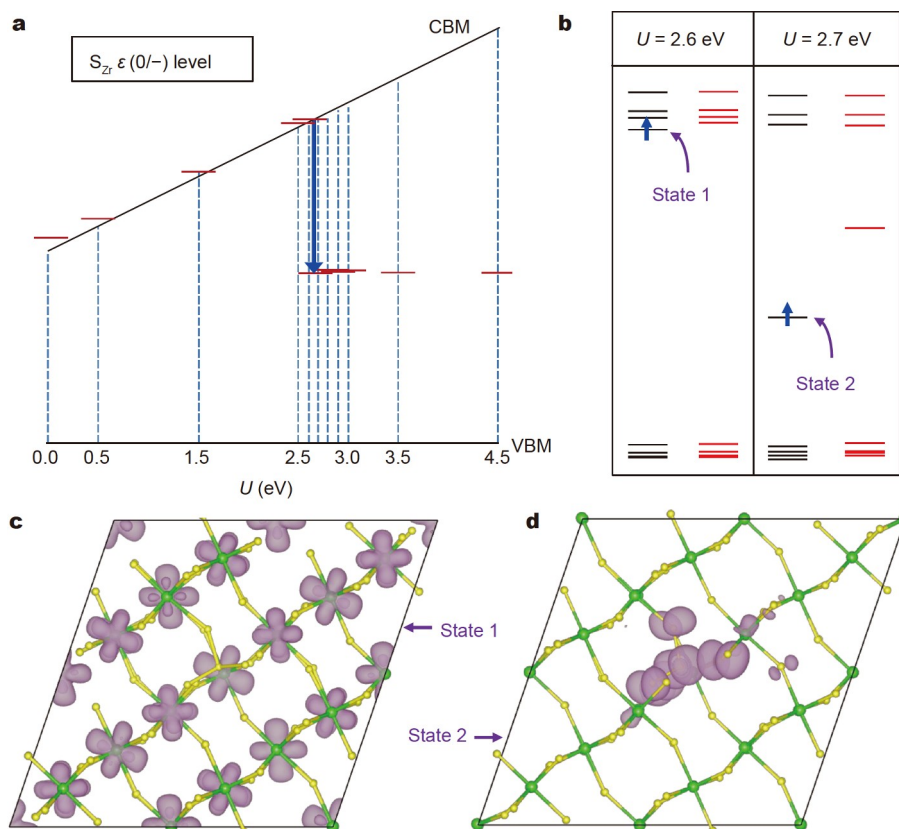 a
S_Zr ε (0/−) level
CBM
VBM
0.0 0.5 1.5 2.5 3.0 3.5 4.5
U (eV)
b
U = 2.6 eV U = 2.7 eV
State 1
State 2
c
State 1
d
State 2